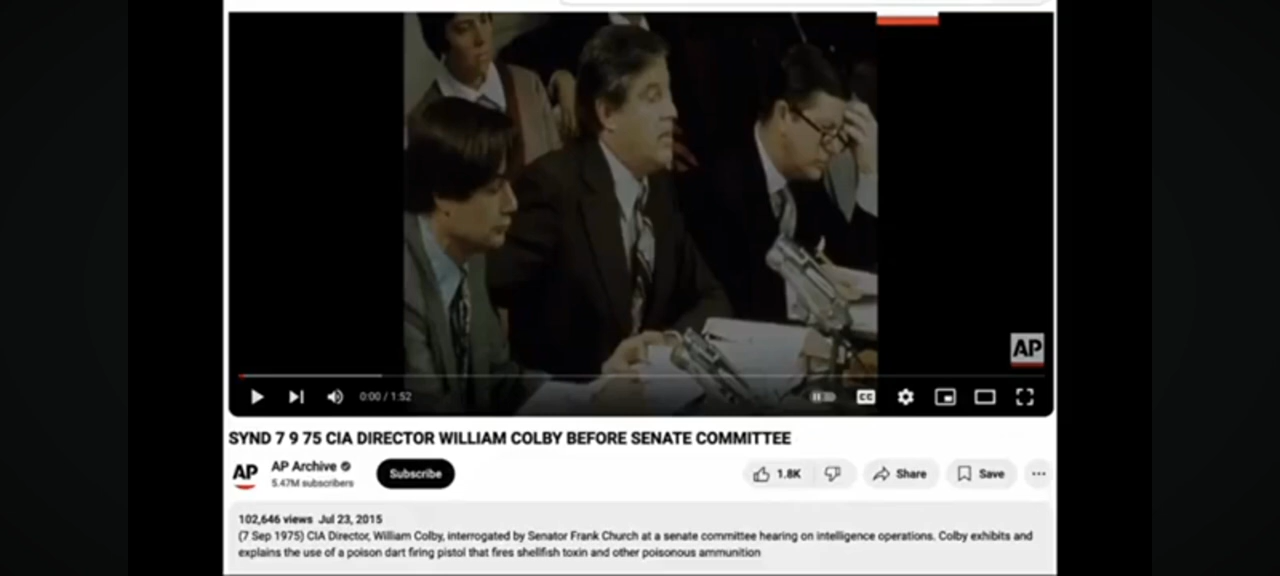 AP
0:00 / 1:52
CC
SYND 7 9 75 CIA DIRECTOR WILLIAM COLBY BEFORE SENATE COMMITTEE
AP
AP Archive
5.47M subscribers
Subscribe
1.8K
Share
Save
102,646 views Jul 23, 2015
(7 Sep 1975) CIA Director, William Colby, interrogated by Senator Frank Church at a senate committee hearing on intelligence operations. Colby exhibits and
explains the use of a poison dart firing pistol that fires shellfish toxin and other poisonous ammunition